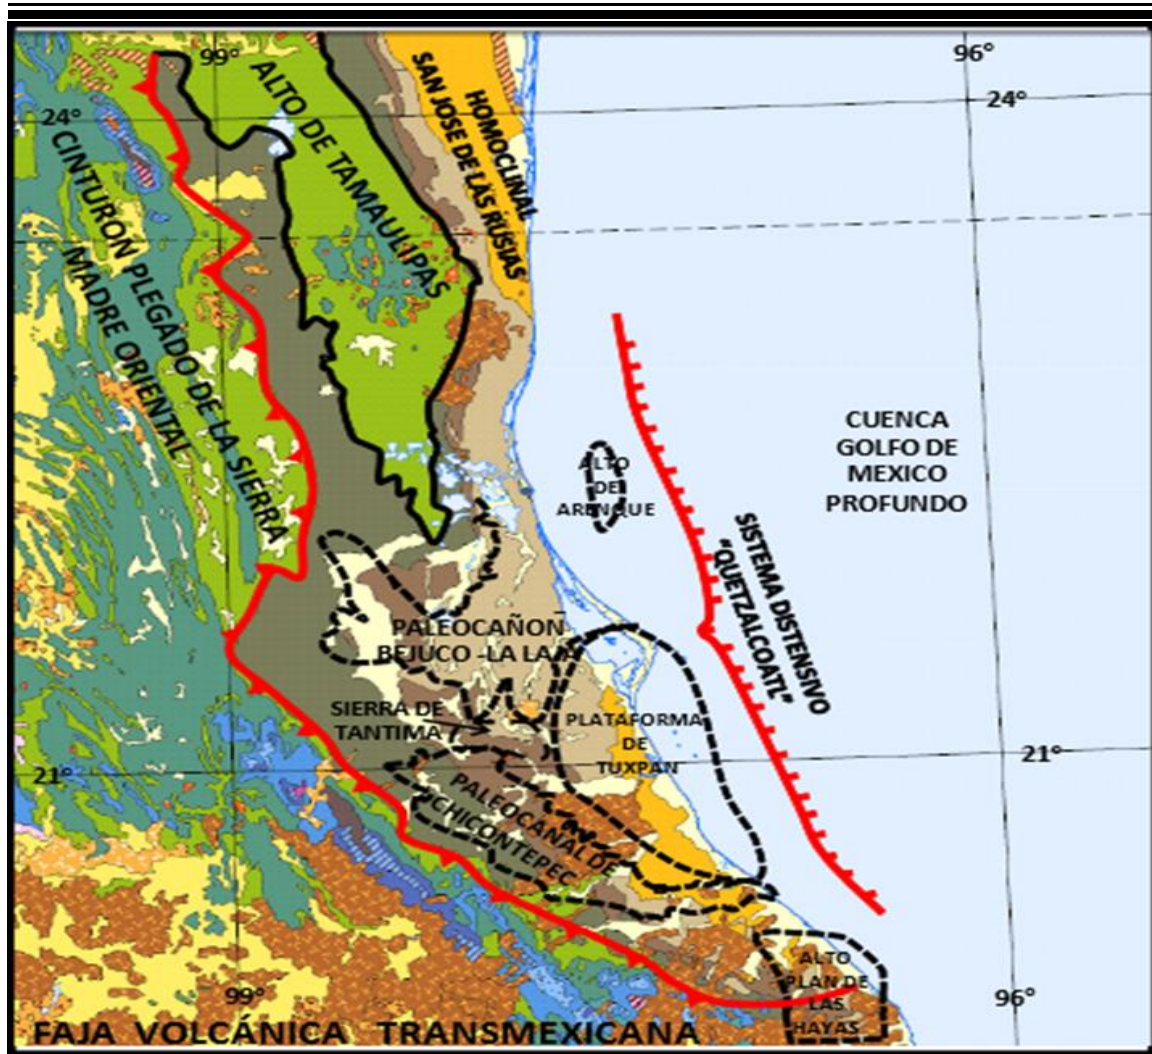 99°
96°
24°
24°
ALTO DE TAMAULIPAS
HOMOCLINAL
SAN JOSE DE LAS RUSIAS
CINTURON PLEGADO DE LA SIERRA
MADRE ORIENTAL
CUENCA
GOLFO DE
MEXICO
PROFUNDO
ALTO
DE
ARENQUE
SISTEMA DISTENSIVO
“QUETZALCOATL”
PALEOCAÑON
BEJUCO -LA LAJA
SIERRA DE
TANTIMA
PLATAFORMA
DE
TUXPAN
21°
21°
PALEOCANAL DE
CHICONTEPEC
ALTO
PLAN DE
LAS
HAYAS
99°
96°
FAJA VOLCÁNICA TRANSMEXICANA